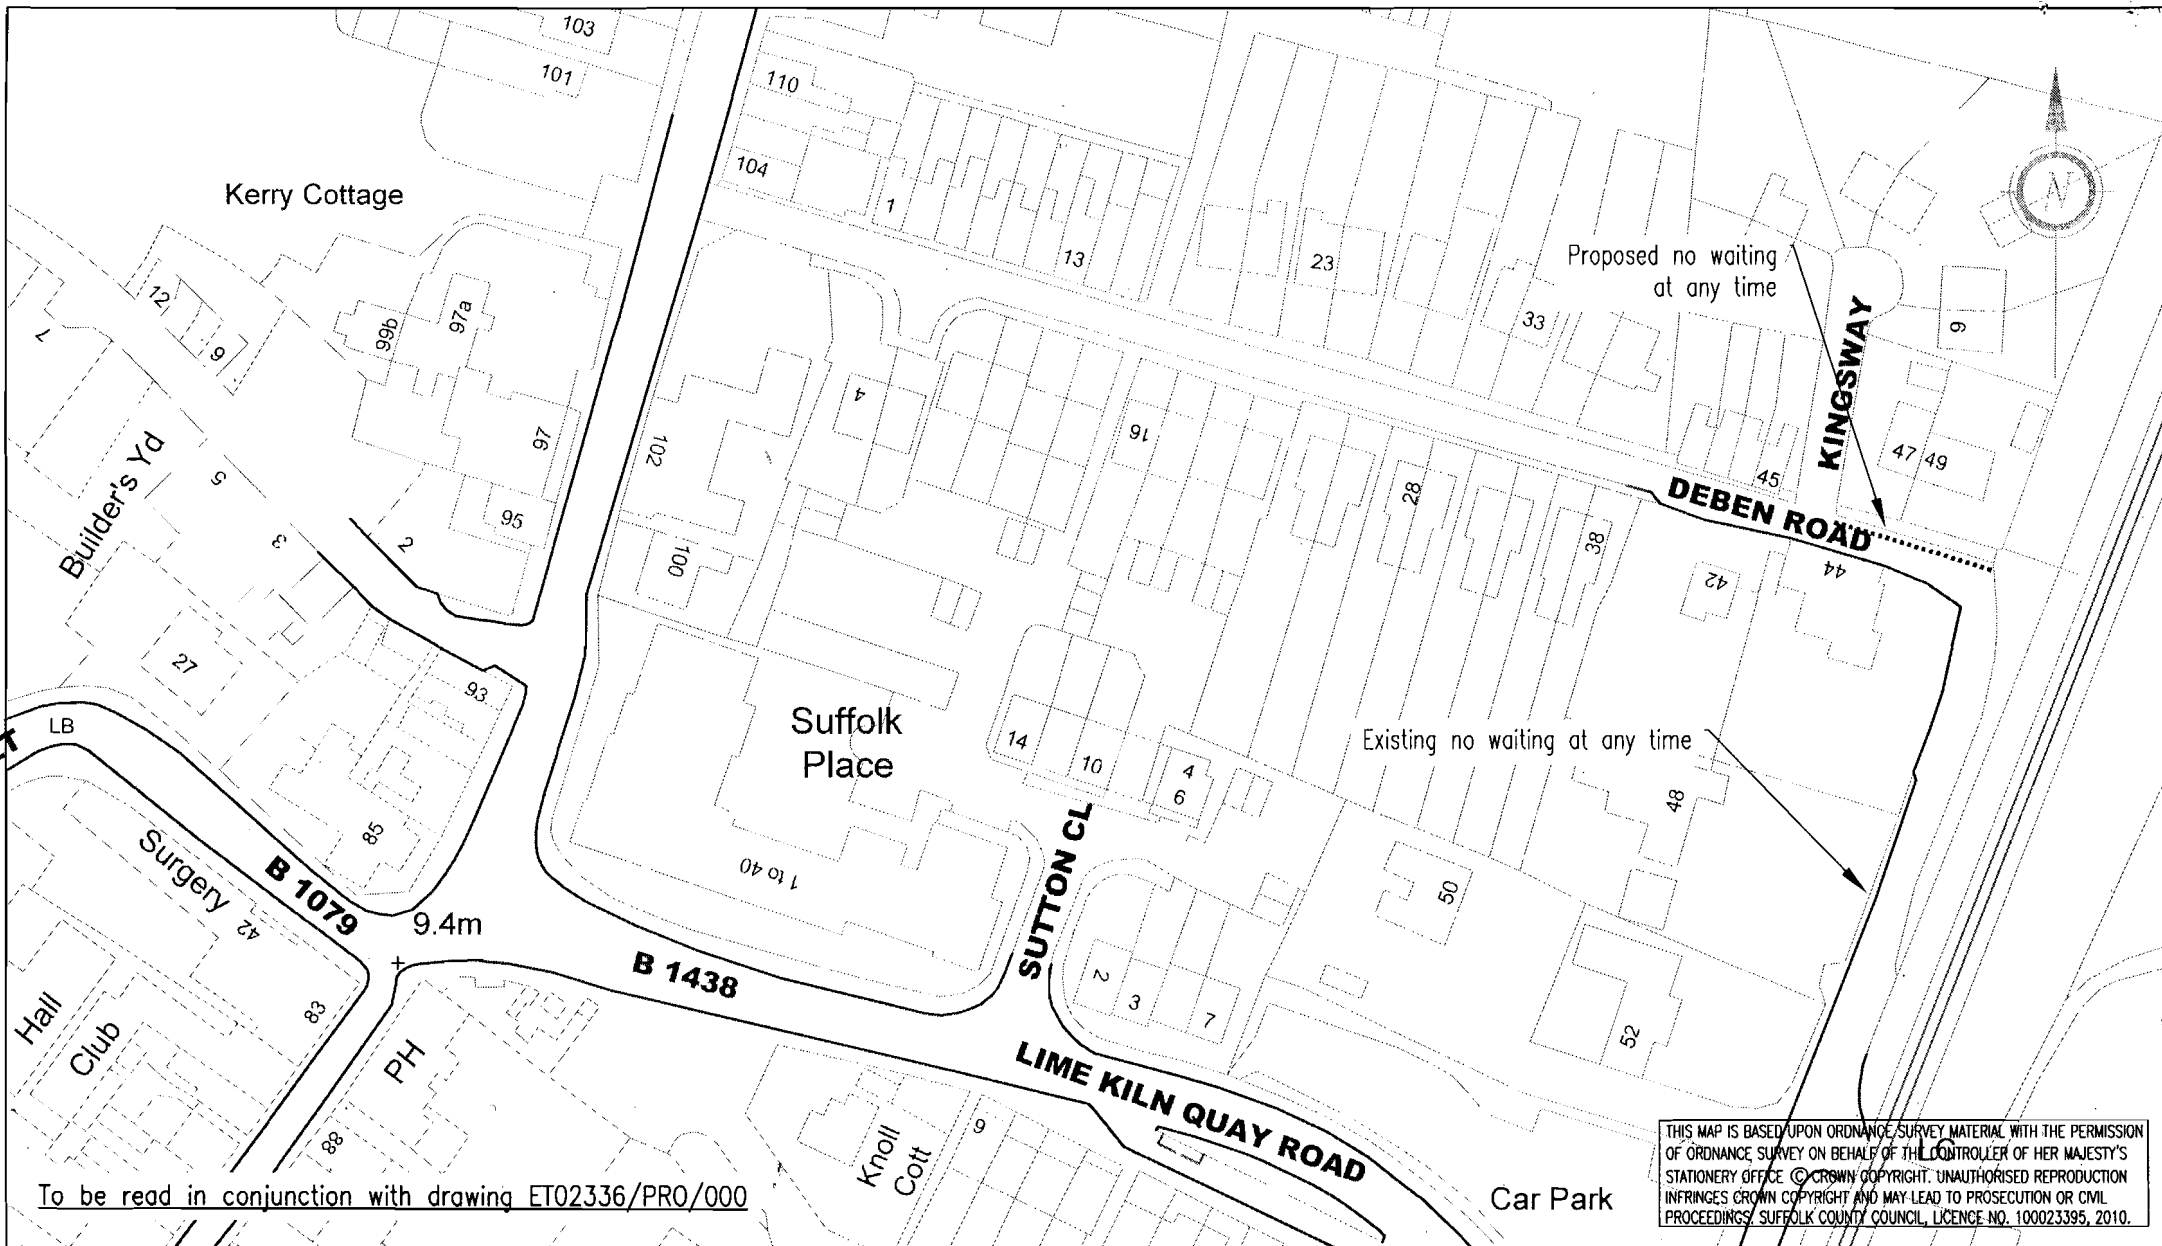 103
101
110
104
Kerry Cottage
1
13
23
33
Proposed no waiting
at any time
N
KINGSWAY
9
12
9
7
99b
97a
97
102
4
16
28
38
45
47
49
DEBEN ROAD
44
42
Builder's Yd
5
3
2
95
100
27
93
LB
85
Suffolk
Place
14
10
4
6
Existing no waiting at any time
48
SUTTON CL
1 to 40
Surgery
42
B 1079
9.4m
B 1438
50
2
3
7
52
Hall
Club
83
PH
88
LIME KILN QUAY ROAD
Knoll
Cott
9
Car Park
LC
To be read in conjunction with drawing ET02336/PRO/000
THIS MAP IS BASED UPON ORDNANCE SURVEY MATERIAL WITH THE PERMISSION
OF ORDNANCE SURVEY ON BEHALF OF THE CONTROLLER OF HER MAJESTY'S
STATIONERY OFFICE © CROWN COPYRIGHT. UNAUTHORISED REPRODUCTION
INFRINGES CROWN COPYRIGHT AND MAY LEAD TO PROSECUTION OR CIVIL
PROCEEDINGS. SUFFOLK COUNTY COUNCIL, LICENCE NO. 100023395, 2010.